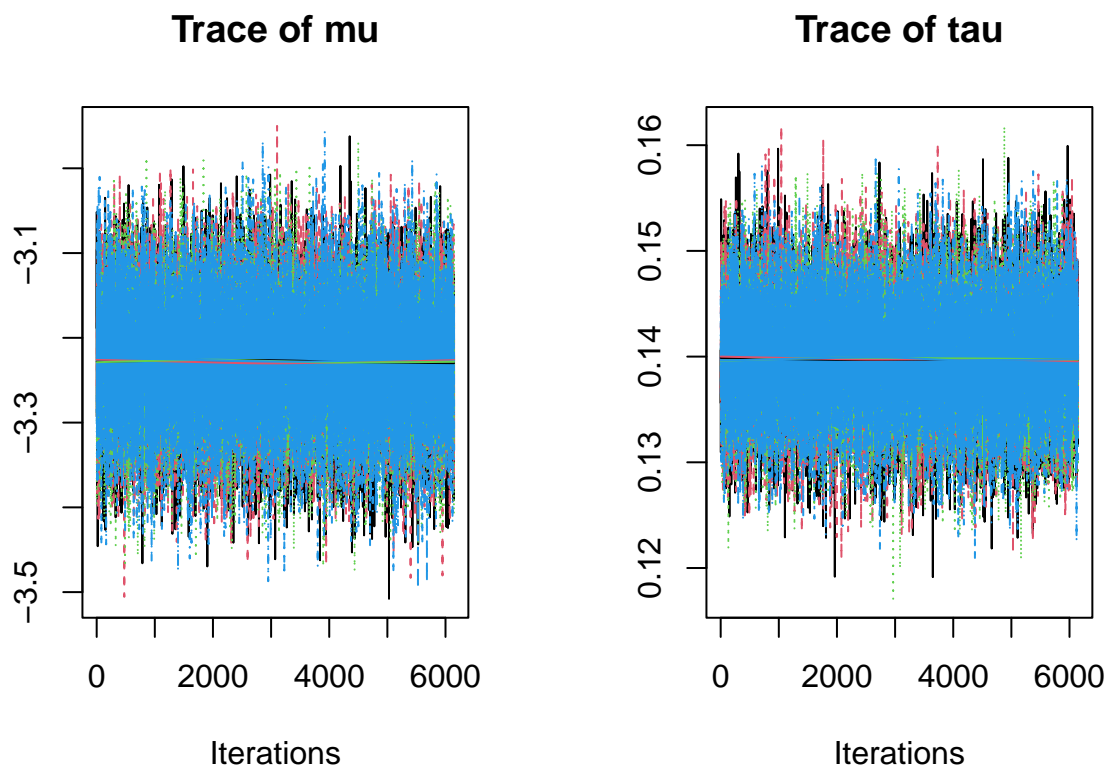 Trace of mu
−3.1
−3.3
−3.5
0 2000 4000 6000
Iterations
Trace of tau
0.16
0.15
0.14
0.13
0.12
0 2000 4000 6000
Iterations